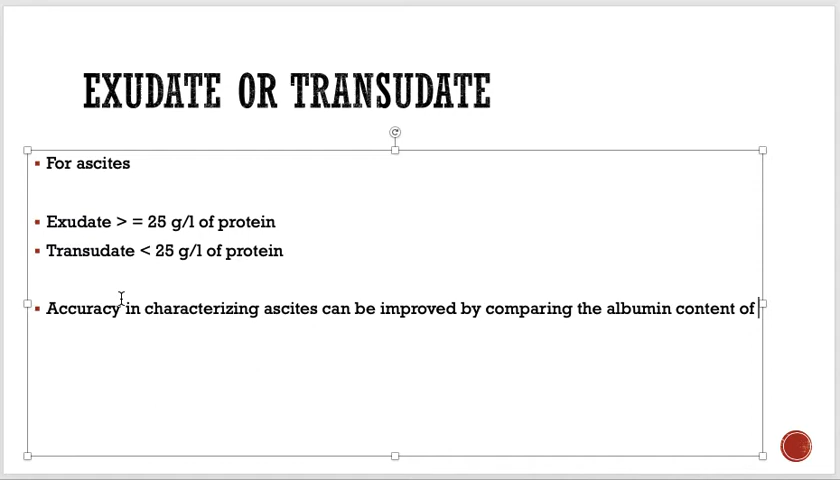 EXUDATE OR TRANSUDATE
For ascites
Exudate > = 25 g/l of protein
Transudate < 25 g/l of protein
Accuracy in characterizing ascites can be improved by comparing the albumin content of